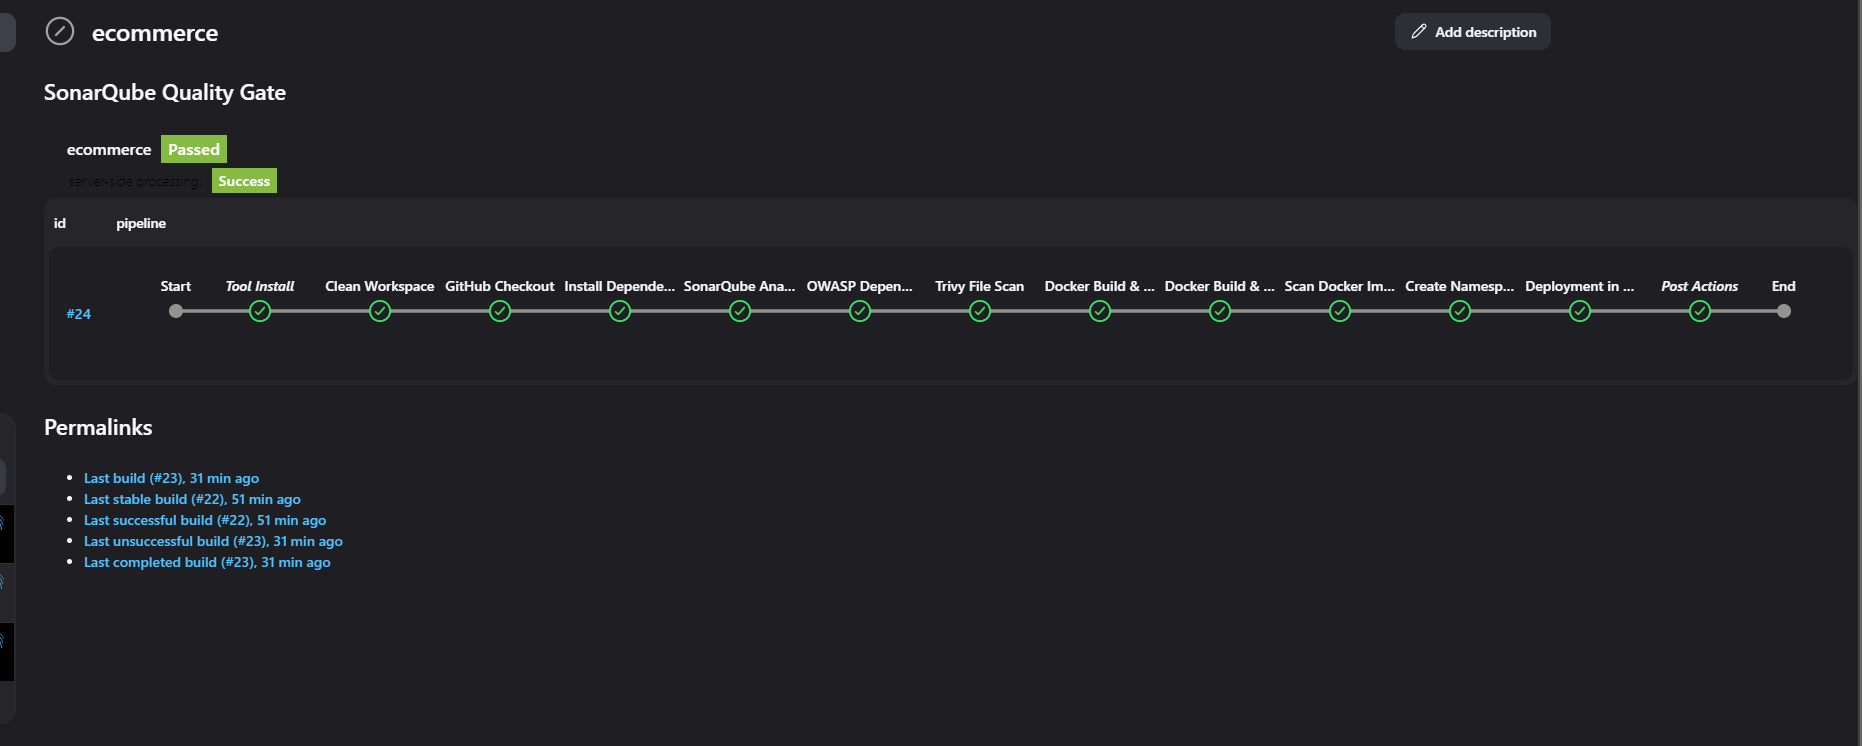 ecommerce
Add description
SonarQube Quality Gate
ecommerce Passed
server-side processing: Success
id pipeline
Start Tool Install Clean Workspace GitHub Checkout Install Depende... SonarQube Ana... OWASP Depen... Trivy File Scan Docker Build & ... Docker Build & ... Scan Docker Im... Create Namesp... Deployment in ... Post Actions End
#24
Permalinks
Last build (#23), 31 min ago
Last stable build (#22), 51 min ago
Last successful build (#22), 51 min ago
Last unsuccessful build (#23), 31 min ago
Last completed build (#23), 31 min ago